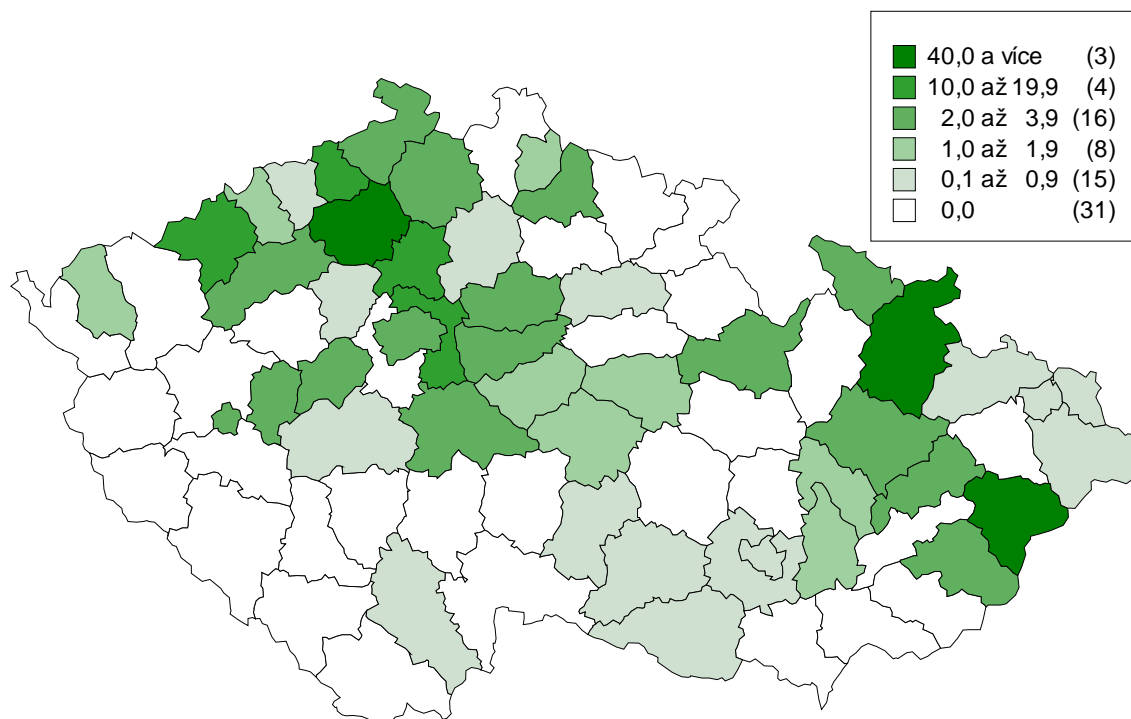 40,0 a více (3)
10,0 až 19,9 (4)
2,0 až 3,9 (16)
1,0 až 1,9 (8)
0,1 až 0,9 (15)
0,0 (31)